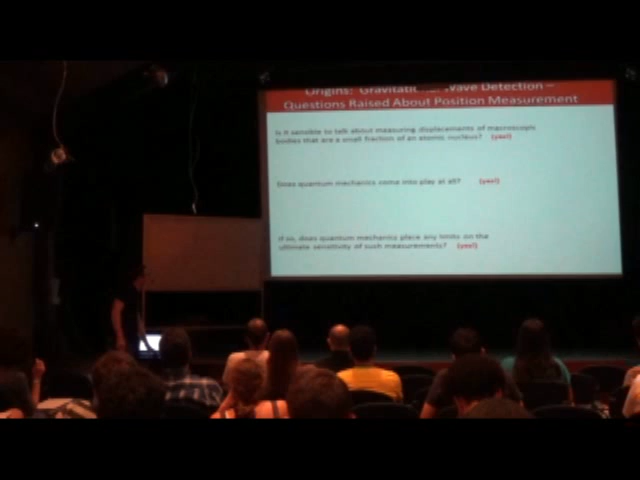 Origins: Gravitational Wave Detection –
Questions Raised About Position Measurement
Is it sensible to talk about measuring displacements of macroscopic
bodies that are a small fraction of an atomic nucleus? (yes!)
Does quantum mechanics come into play at all? (yes!)
If so, does quantum mechanics place any limits on the
ultimate sensitivity of such measurements? (yes!)